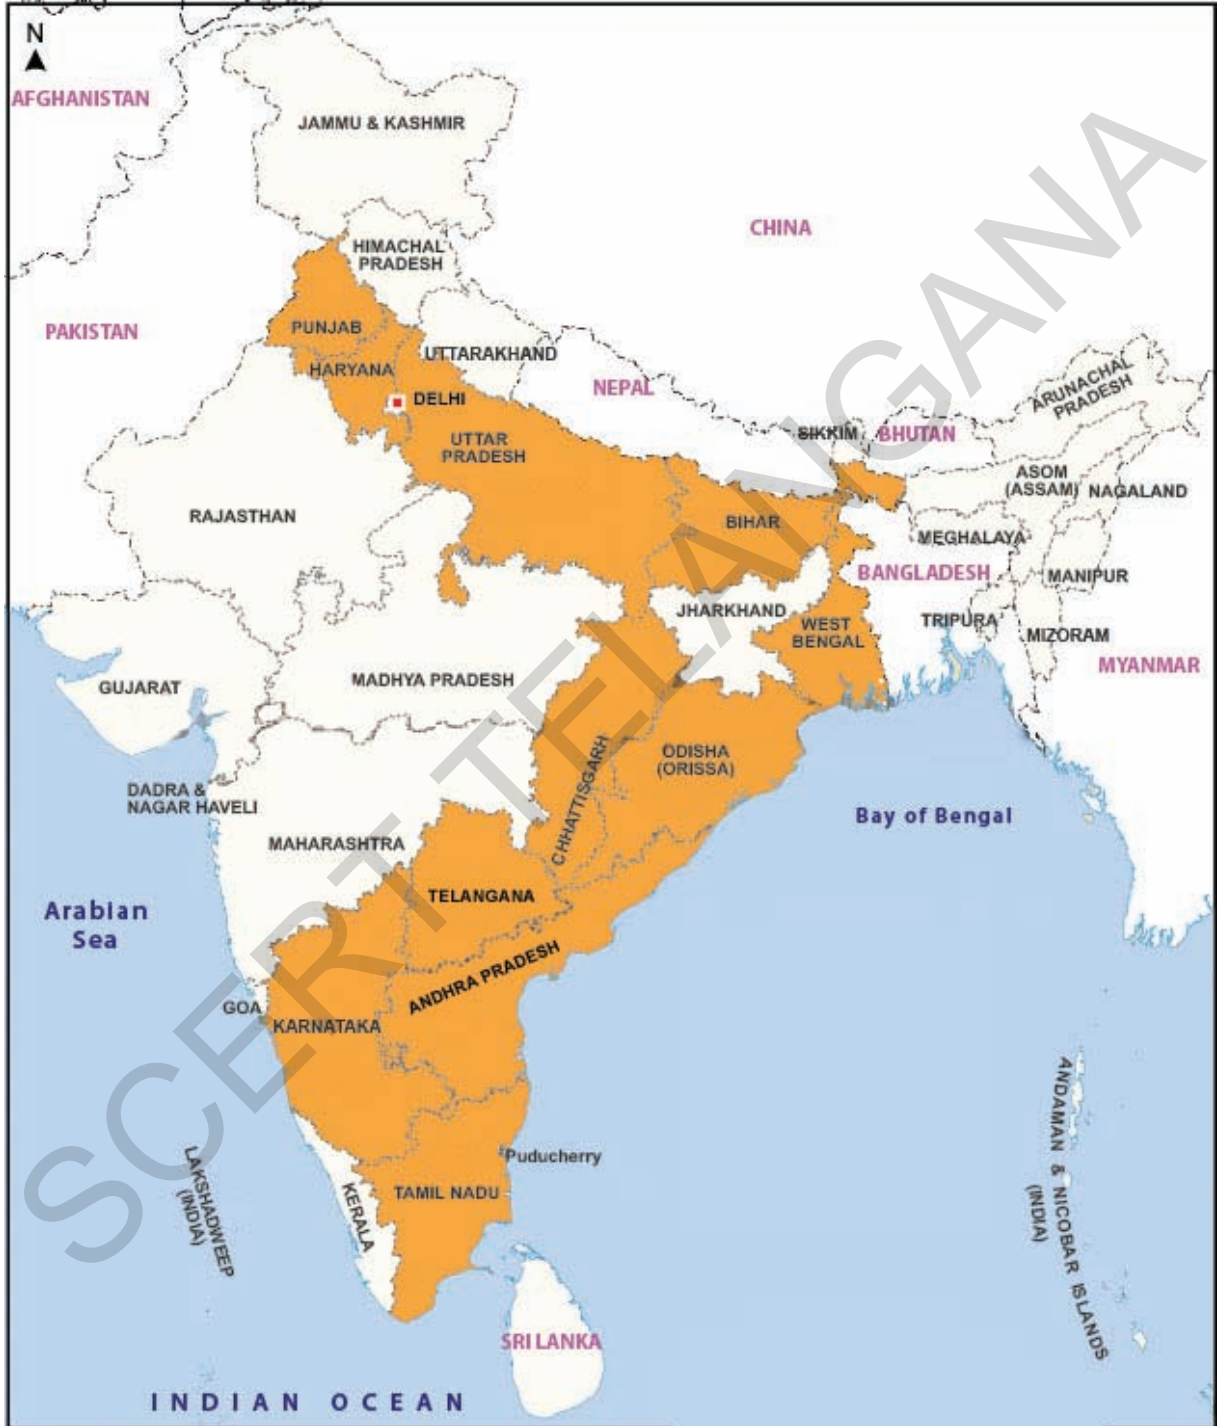 N
AFGHANISTAN
JAMMU & KASHMIR
CHINA
HIMACHAL
PRADESH
PAKISTAN
PUNJAB
UTTARAKHAND
HARYANA
NEPAL
ARUNACHAL
PRADESH
DELHI
SIKKIM
BHUTAN
UTTAR
PRADESH
ASOM
(ASSAM)
NAGALAND
RAJASTHAN
BIHAR
MEGHALAYA
BANGLADESH
MANIPUR
JHARKHAND
WEST
BENGAL
TRIPURA
MIZORAM
MYANMAR
GUJARAT
MADHYA PRADESH
ODISHA
(ORISSA)
CHHATTISGARH
DADRA &
NAGAR HAVELI
Bay of Bengal
MAHARASHTRA
TELANGANA
Arabian
Sea
ANDHRA PRADESH
GOA
KARNATAKA
Puducherry
TAMIL NADU
KERALA
LAKSHADWEEP
(INDIA)
ANDAMAN & NICOBAR ISLANDS
(INDIA)
SRI LANKA
INDIAN OCEAN
SCERT TELANGANA